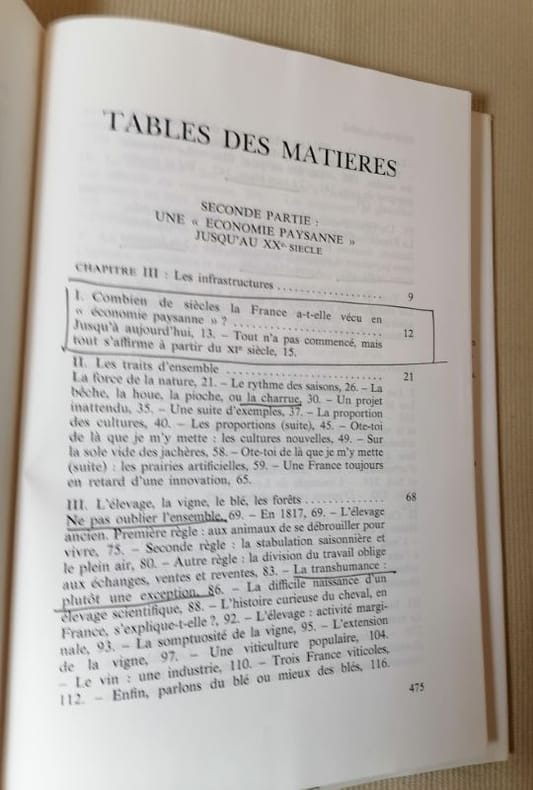 TABLES DES MATIERES
SECONDE PARTIE :
UNE « ECONOMIE PAYSANNE »
JUSQU'AU XXe SIECLE
CHAPITRE III : Les infrastructures .................. 9
I. Combien de siècles la France a-t-elle vécu en
« économie paysanne » ? .......................... 12
Jusqu'à aujourd'hui, 13. – Tout n'a pas commencé, mais
tout s'affirme à partir du XIe siècle, 15.
II. Les traits d'ensemble ............................ 21
La force de la nature, 21. – Le rythme des saisons, 26. – La
bêche, la houe, la pioche, ou la charrue, 30. – Un projet
inattendu, 35. – Une suite d'exemples, 37. – La proportion
des cultures, 40. – Les proportions (suite), 45. – Ote-toi
de là que je m'y mette : les cultures nouvelles, 49. – Sur
la sole vide des jachères, 58. – Ote-toi de là que je m'y mette
(suite) : les prairies artificielles, 59. – Une France toujours
en retard d'une innovation, 65.
III. L'élevage, la vigne, le blé, les forêts ............. 68
Ne pas oublier l'ensemble, 69. – En 1817, 69. – L'élevage
ancien. Première règle : aux animaux de se débrouiller pour
vivre, 75. – Seconde règle : la stabulation saisonnière et
le plein air, 80. – Autre règle : la division du travail oblige
aux échanges, ventes et reventes, 83. – La transhumance :
plutôt une exception, 86. – La difficile naissance d'un
élevage scientifique, 88. – L'histoire curieuse du cheval, en
France, s'explique-t-elle ?, 92. – L'élevage : activité margi-
nale, 93. – La somptuosité de la vigne, 95. – L'extension
de la vigne, 97. – Une viticulture populaire, 104.
– Le vin : une industrie, 110. – Trois France viticoles,
112. – Enfin, parlons du blé ou mieux des blés, 116.
475